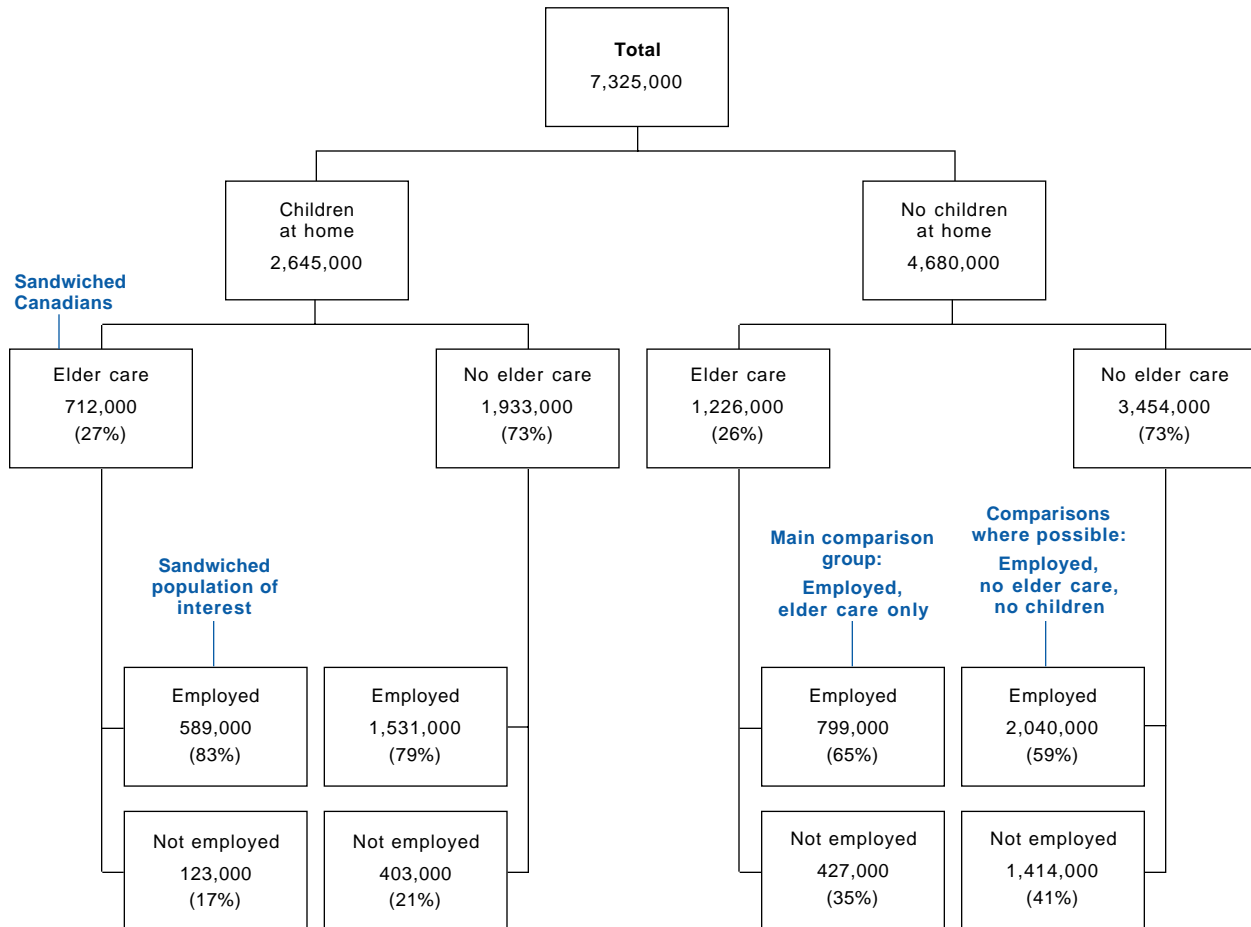 Total
7,325,000
Children
at home
2,645,000
No children
at home
4,680,000
Sandwiched
Canadians
Elder care
712,000
(27%)
No elder care
1,933,000
(73%)
Elder care
1,226,000
(26%)
No elder care
3,454,000
(73%)
Sandwiched
population of
interest
Main comparison
group:
Employed,
elder care only
Comparisons
where possible:
Employed,
no elder care,
no children
Employed
589,000
(83%)
Employed
1,531,000
(79%)
Employed
799,000
(65%)
Employed
2,040,000
(59%)
Not employed
123,000
(17%)
Not employed
403,000
(21%)
Not employed
427,000
(35%)
Not employed
1,414,000
(41%)